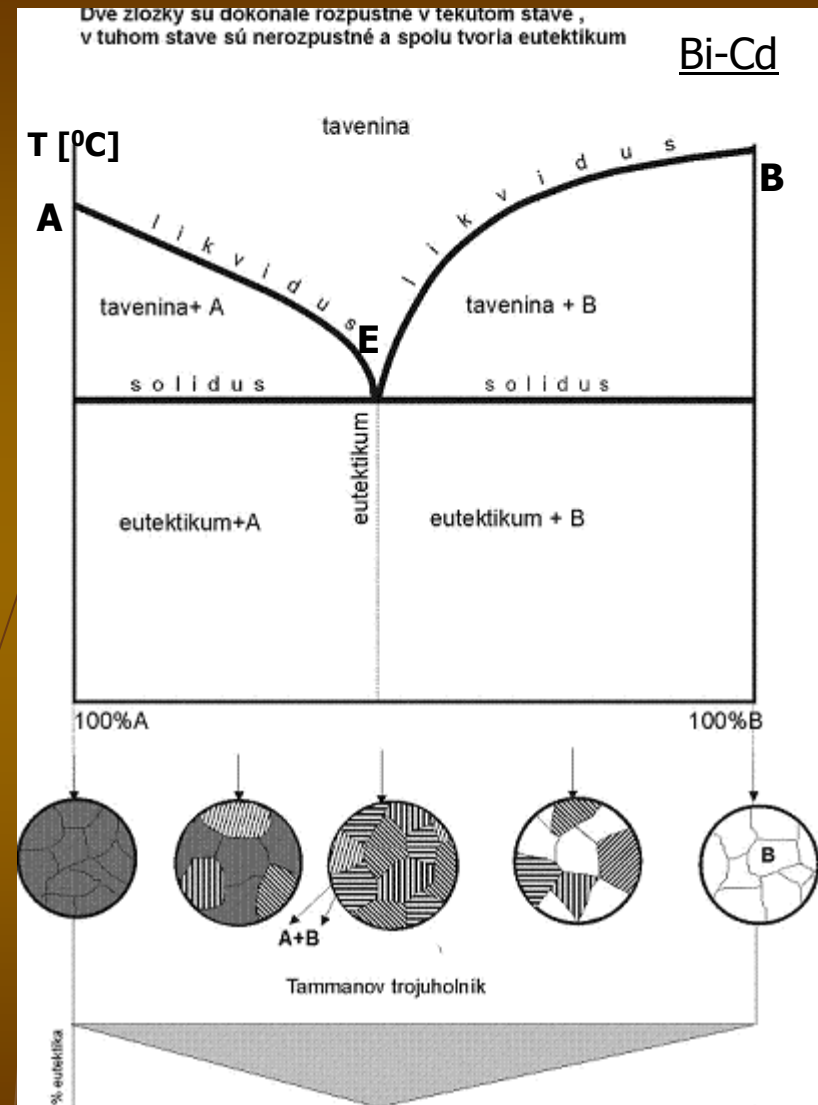 Dve zložky sú dokonale rozpustné v tekutom stave ,
v tuhom stave sú nerozpustné a spolu tvoria eutektikum
Bi-Cd
tavenina
T [⁰C]
A
B
likvidus
likvidus
tavenina+ A
tavenina + B
E
solidus
solidus
eutektikum
eutektikum+A
eutektikum + B
100%A
100%B
B
A+B
Tammanov trojuholnik
% eutektika